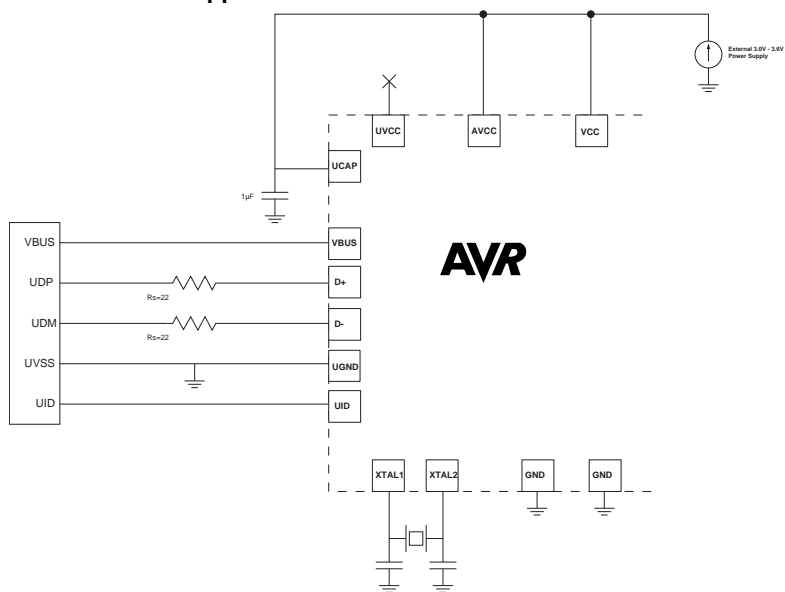 External 3.0V - 3.6V
Power Supply
UVCC
AVCC
VCC
UCAP
1µF
VBUS
VBUS
UDP
Rs=22
D+
UDM
Rs=22
D-
UVSS
UGND
UID
UID
AVR
XTAL1
XTAL2
GND
GND